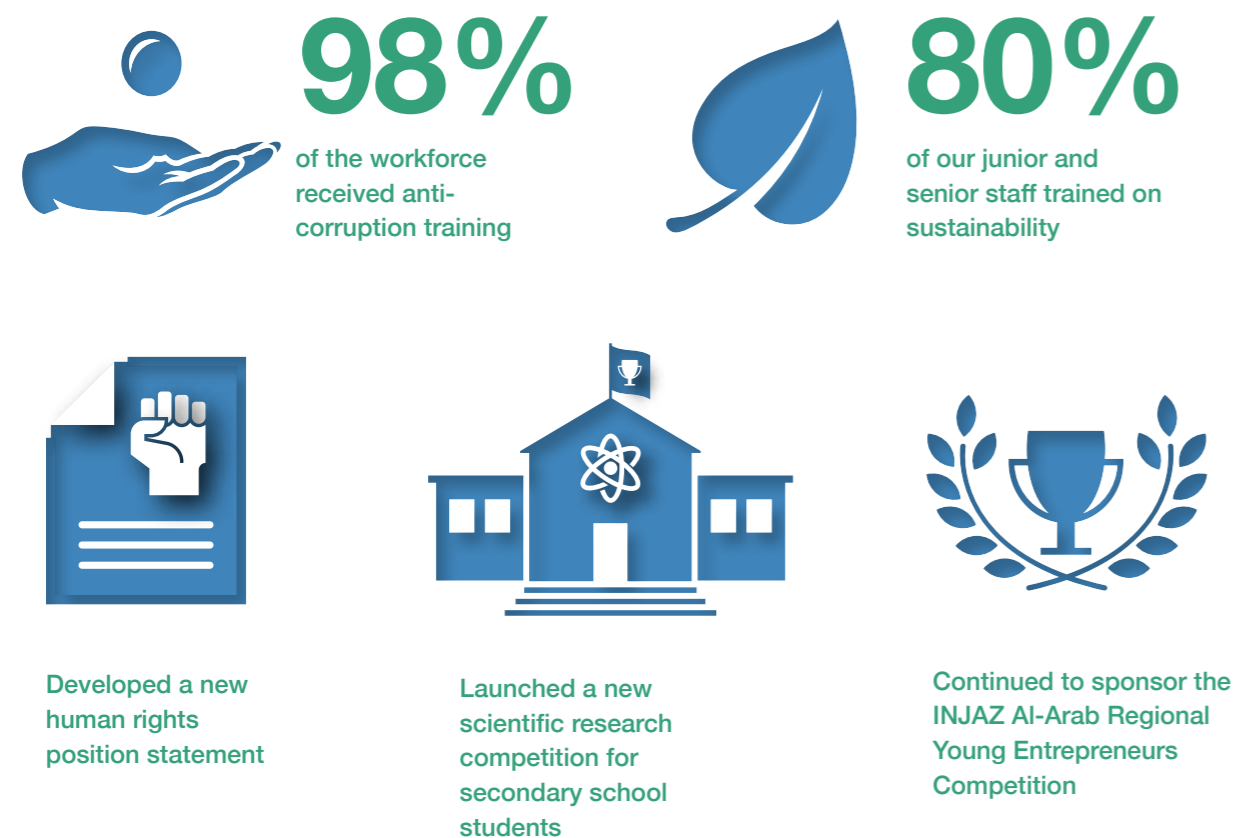 98%
of the workforce
received anti-
corruption training
80%
of our junior and
senior staff trained on
sustainability
Developed a new
human rights
position statement
Launched a new
scientific research
competition for
secondary school
students
Continued to sponsor the
INJAZ Al-Arab Regional
Young Entrepreneurs
Competition